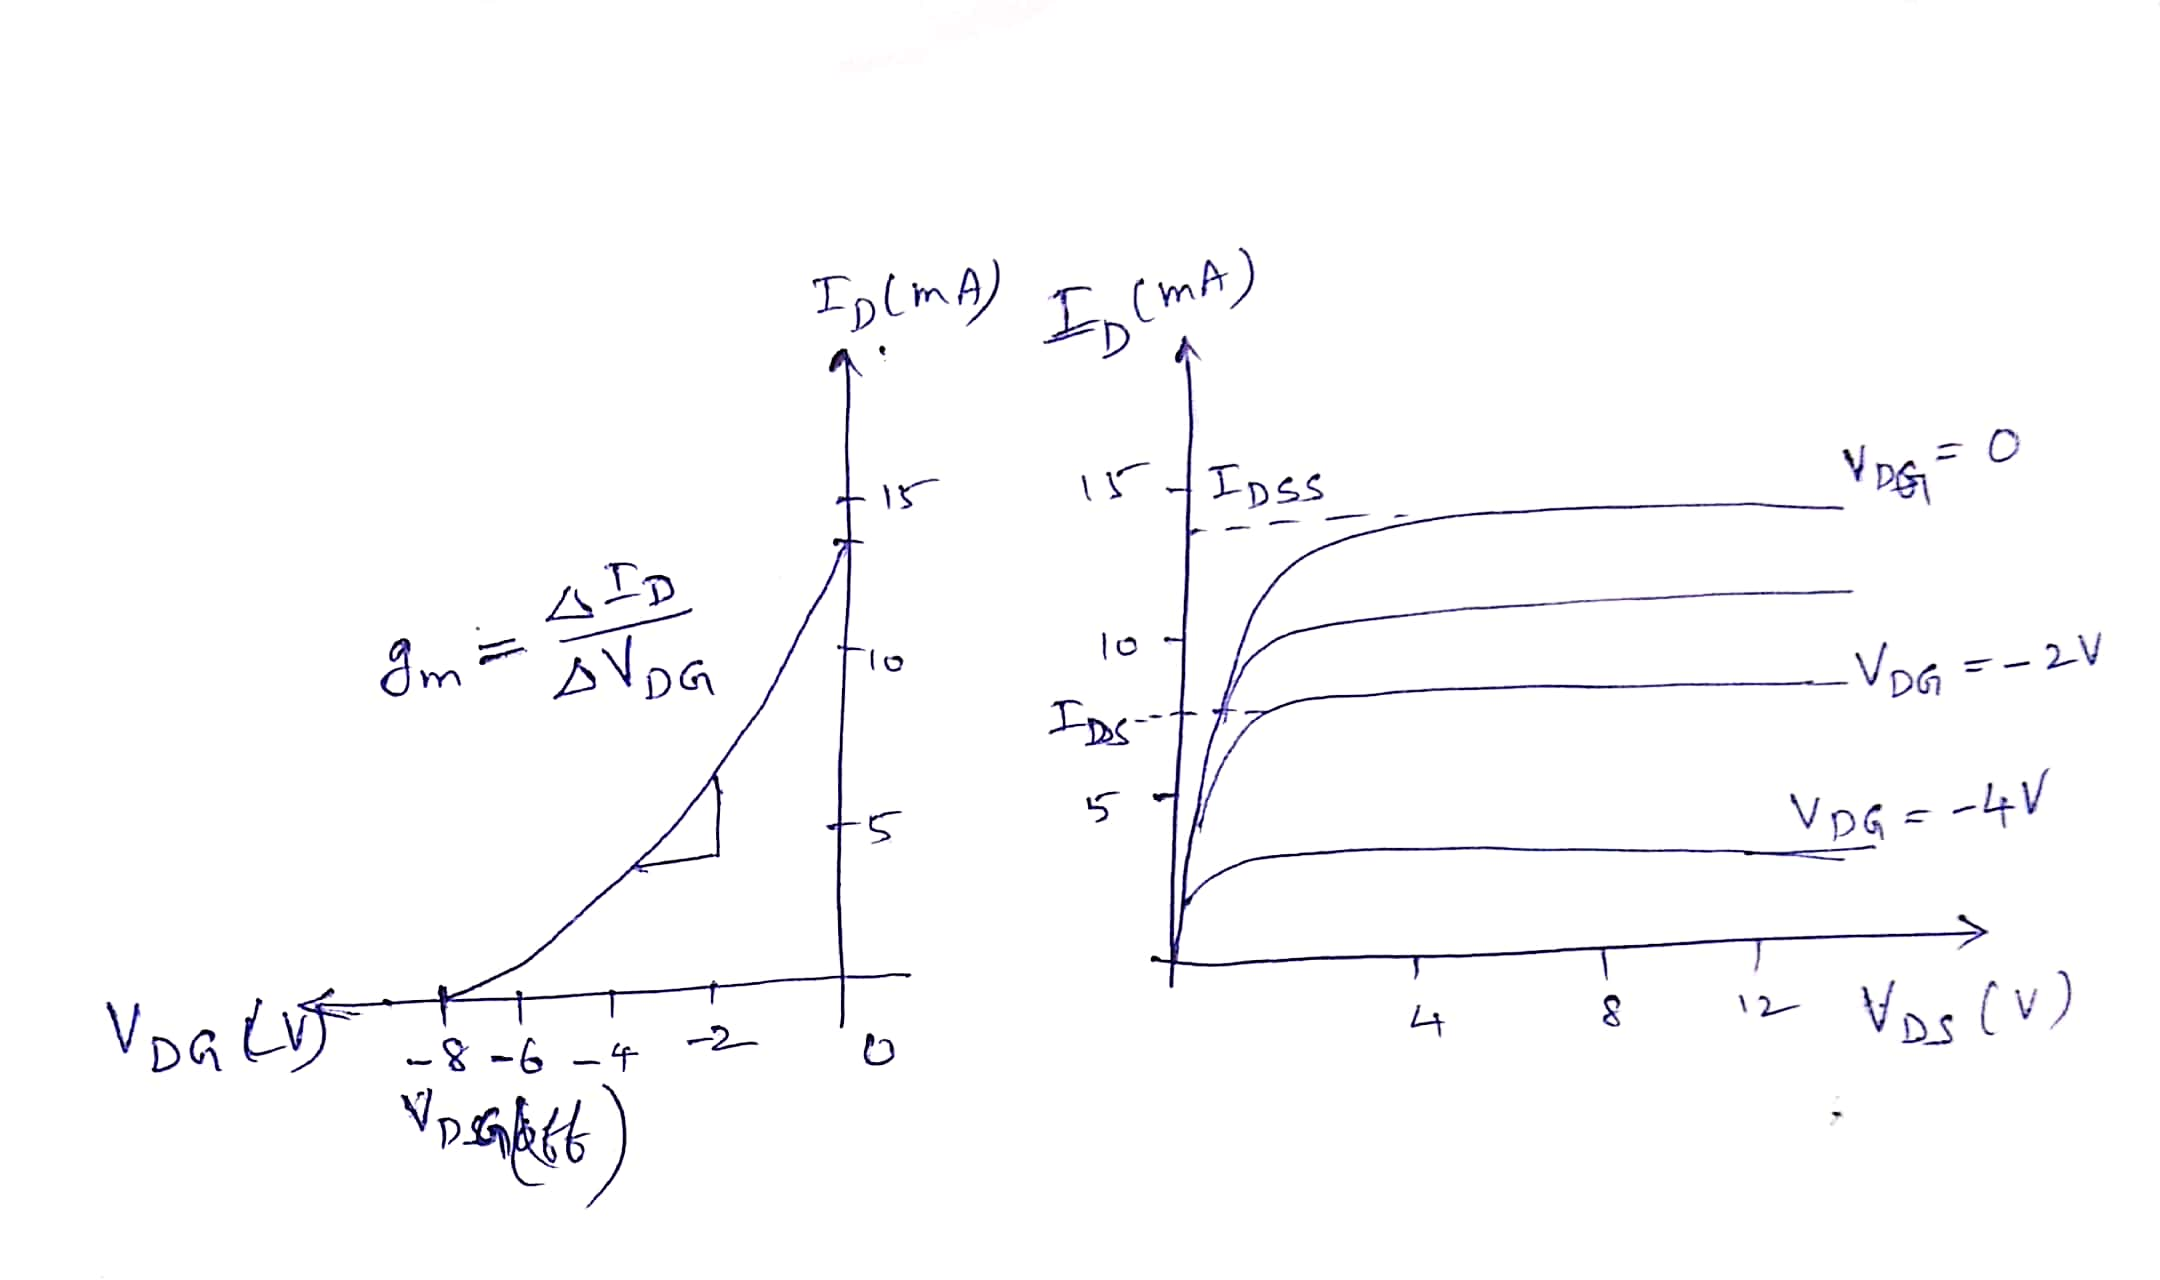 I_D (mA)
15
10
5
0
g_m = ΔI_D / ΔV_DG
V_DG (V)
-8 -6 -4 -2
I_D (mA)
15
I_DSS
10
I_DS
5
V_DG = 0
V_DG = -2V
V_DG = -4V
4 8 12
V_DS (V)